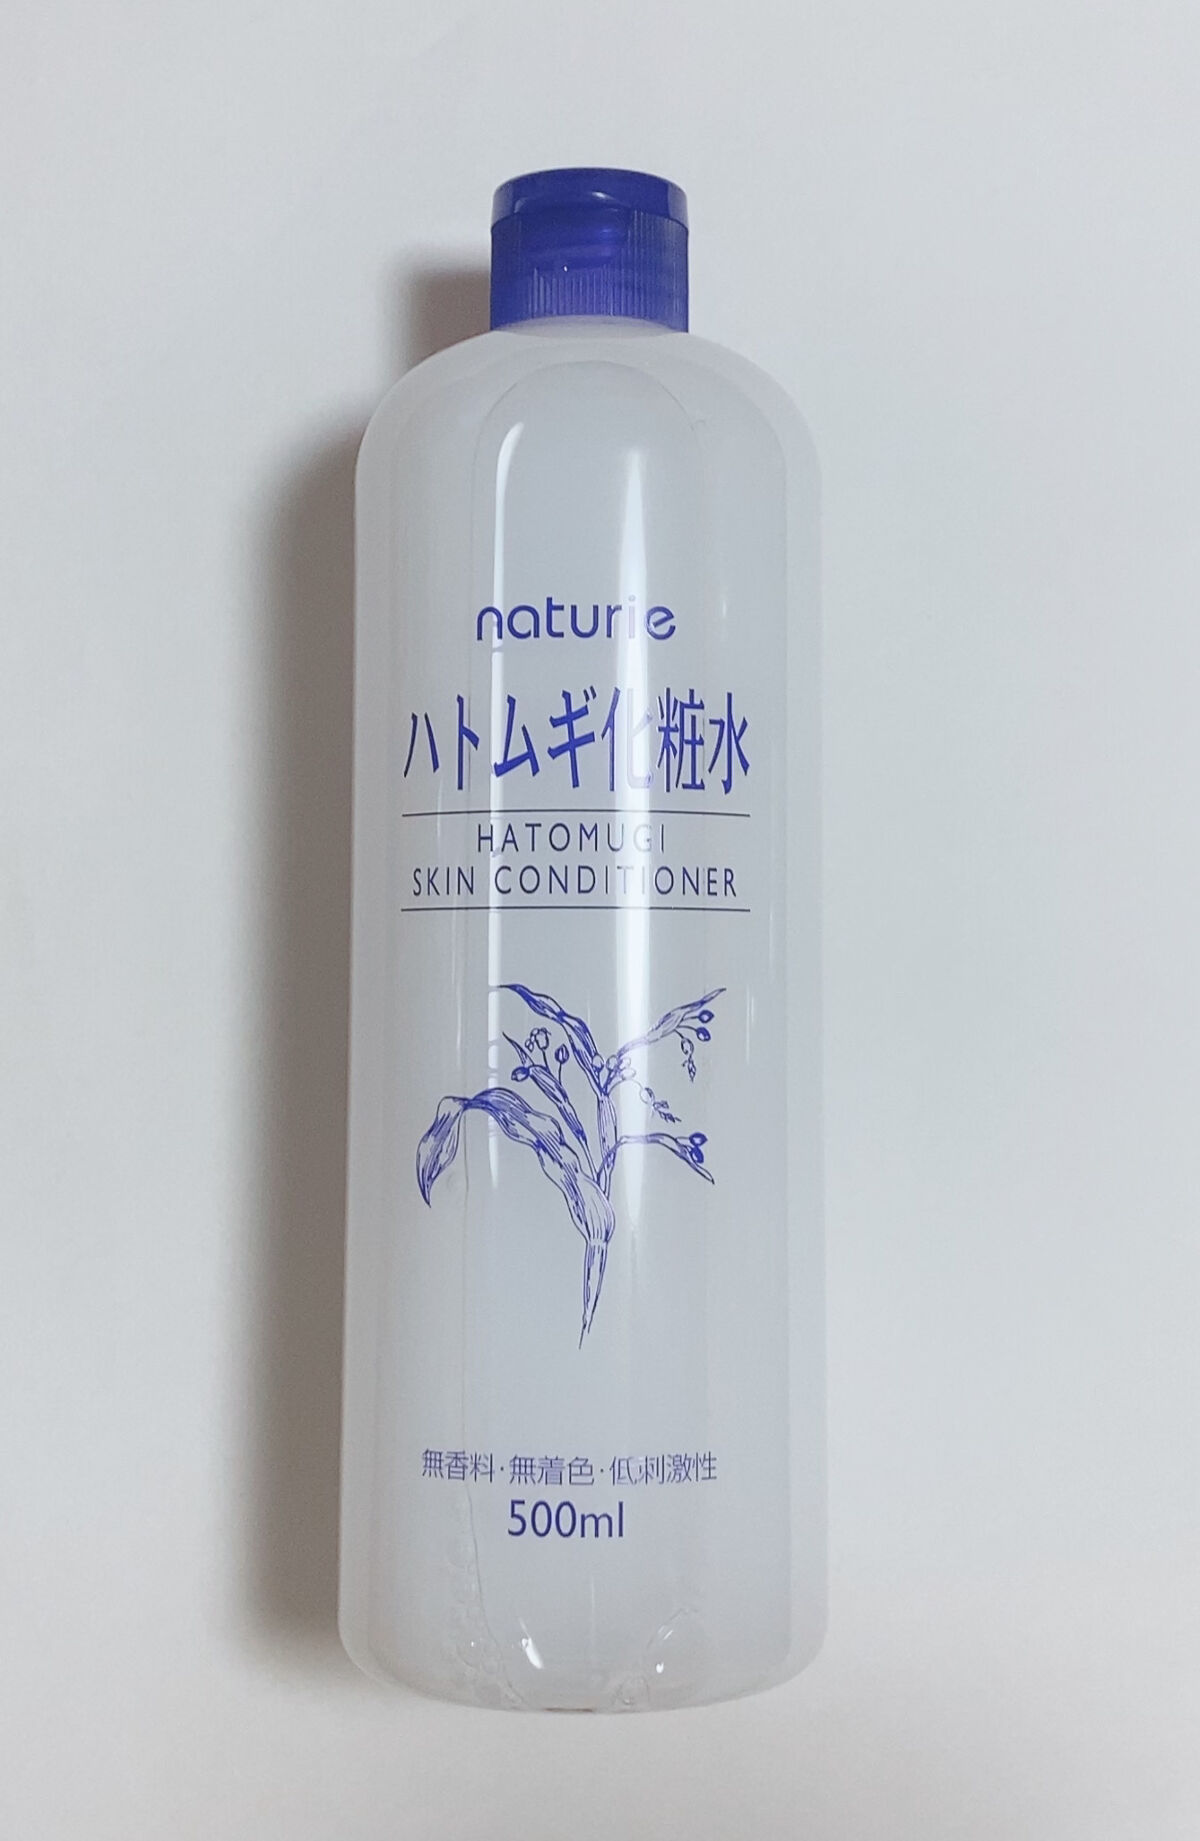 naturie
ハトムギ化粧水
HATOMUGI
SKIN CONDITIONER
無香料・無着色・低刺激性
500ml